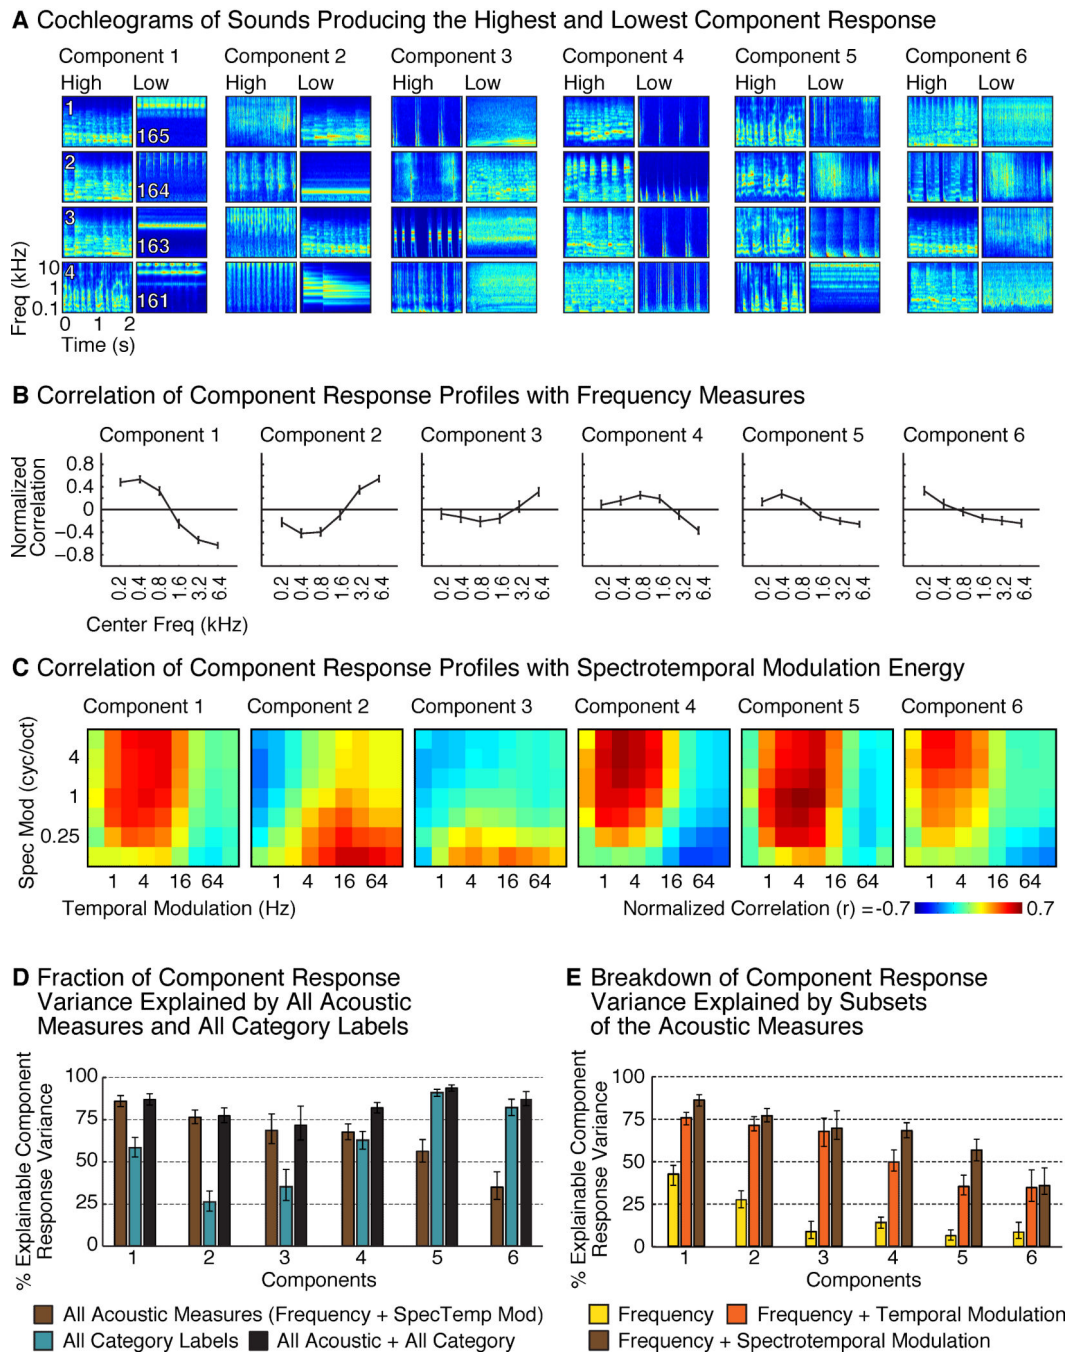 A Cochleograms of Sounds Producing the Highest and Lowest Component Response
Component 1 Component 2 Component 3 Component 4 Component 5 Component 6
High Low High Low High Low High Low High Low High Low
1 165
2 164
3 163
4 161
Freq (kHz)
10
1
0.1
0 1 2
Time (s)
B Correlation of Component Response Profiles with Frequency Measures
Component 1 Component 2 Component 3 Component 4 Component 5 Component 6
Normalized
Correlation
0.8
0.4
0
−0.4
−0.8
0.2 0.4 0.8 1.6 3.2 6.4 0.2 0.4 0.8 1.6 3.2 6.4 0.2 0.4 0.8 1.6 3.2 6.4 0.2 0.4 0.8 1.6 3.2 6.4 0.2 0.4 0.8 1.6 3.2 6.4 0.2 0.4 0.8 1.6 3.2 6.4
Center Freq (kHz)
C Correlation of Component Response Profiles with Spectrotemporal Modulation Energy
Component 1 Component 2 Component 3 Component 4 Component 5 Component 6
Spec Mod (cyc/oct)
4
1
0.25
1 4 16 64 1 4 16 64 1 4 16 64 1 4 16 64 1 4 16 64 1 4 16 64
Temporal Modulation (Hz)
Normalized Correlation (r) = -0.7 0.7
D Fraction of Component Response
Variance Explained by All Acoustic
Measures and All Category Labels
% Explainable Component
Response Variance
100
75
50
25
0
1 2 3 4 5 6
Components
All Acoustic Measures (Frequency + SpecTemp Mod)
All Category Labels All Acoustic + All Category
E Breakdown of Component Response
Variance Explained by Subsets
of the Acoustic Measures
% Explainable Component
Response Variance
100
75
50
25
0
1 2 3 4 5 6
Components
Frequency Frequency + Temporal Modulation
Frequency + Spectrotemporal Modulation